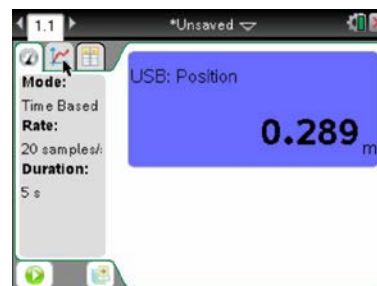 1.1 *Unsaved
Mode:
Time Based
Rate:
20 samples/s
Duration:
5 s
USB: Position
0.289 m